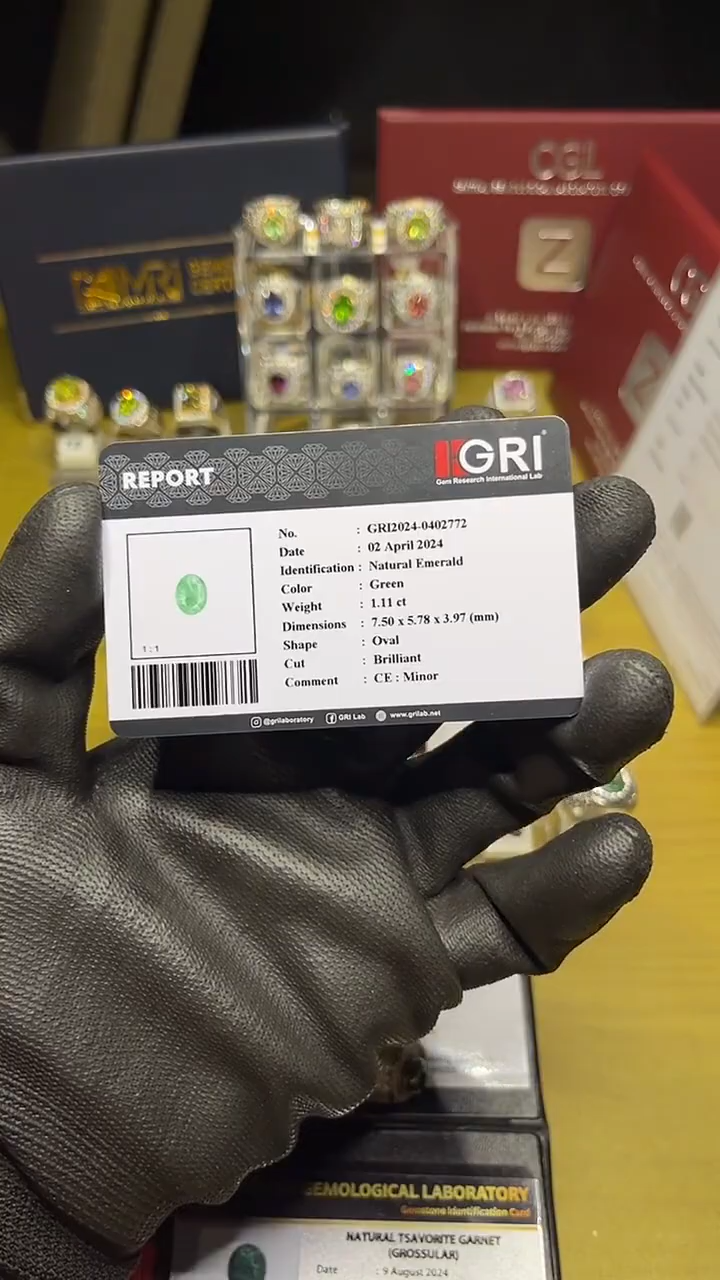 CGL
Z
GMRI
REPORT
GRI
Gem Research International Lab
No. : GRI2024-0402772
Date : 02 April 2024
Identification : Natural Emerald
Color : Green
Weight : 1.11 ct
Dimensions : 7.50 x 5.78 x 3.97 (mm)
Shape : Oval
Cut : Brilliant
Comment : CE : Minor
1 : 1
@grilaboratory GRI Lab www.grilab.net
GEMOLOGICAL LABORATORY
Gemstone Identification Card
NATURAL TSAVORITE GARNET
(GROSSULAR)
Date : 9 August 2024